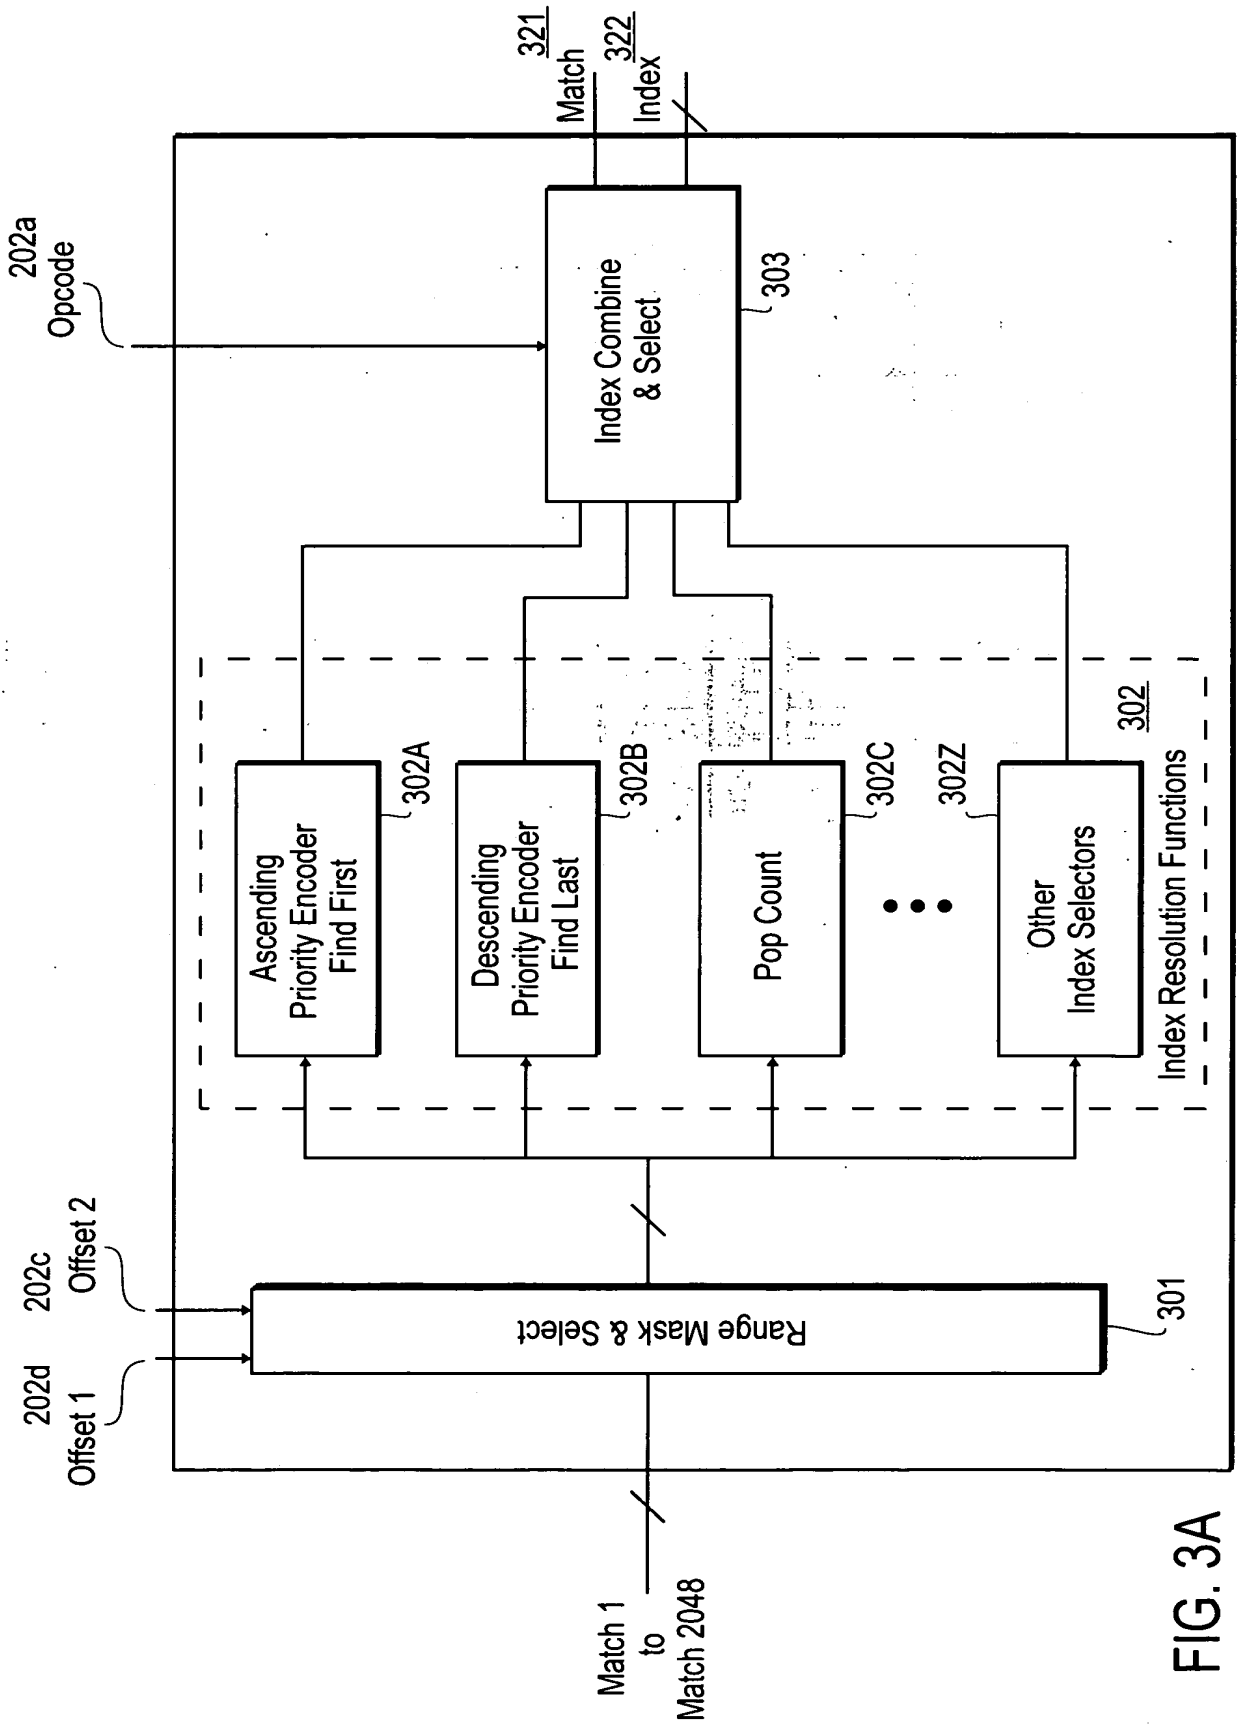 202d
Offset 1
202c
Offset 2
202a
Opcode
321
Match
322
Index
Match 1
to
Match 2048
Range Mask & Select
301
Ascending
Priority Encoder
Find First
302A
Descending
Priority Encoder
Find Last
302B
Pop Count
302C
Other
Index Selectors
302Z
Index Resolution Functions
302
Index Combine
& Select
303
FIG. 3A